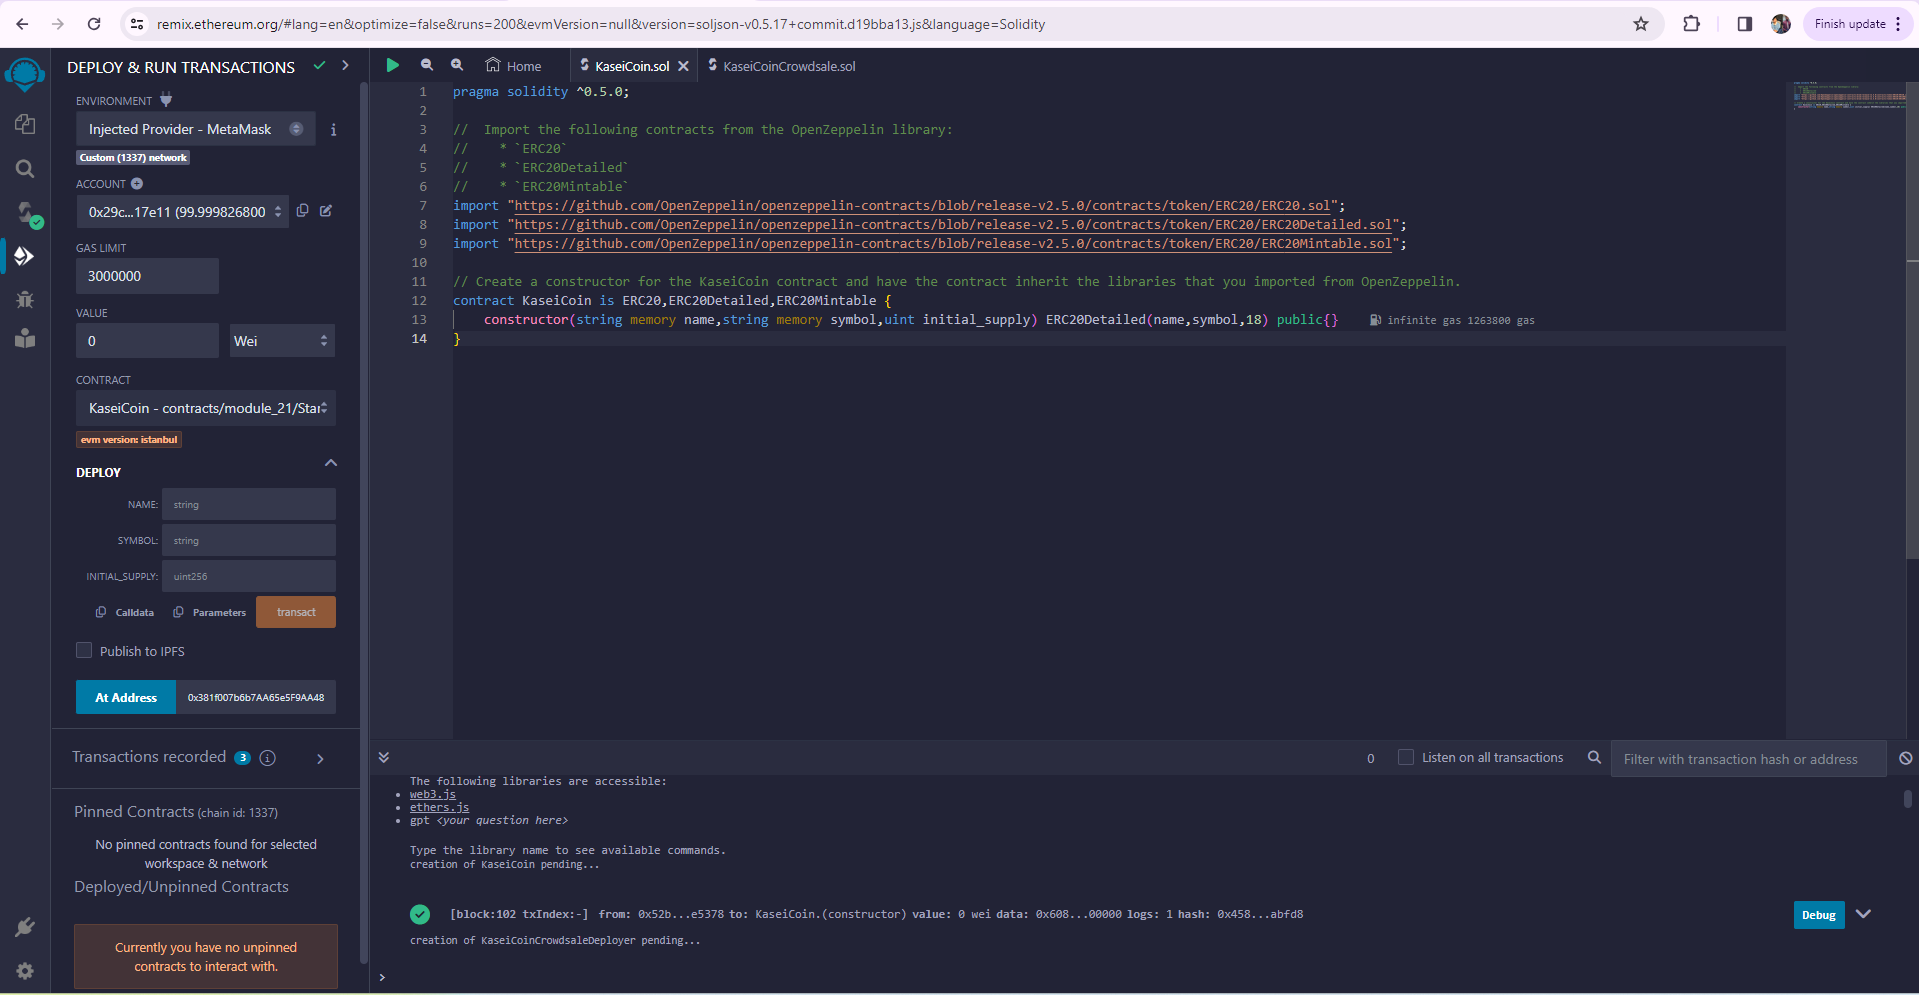 remix.ethereum.org/#lang=en&optimize=false&runs=200&evmVersion=null&version=soljson-v0.5.17+commit.d19bba13.js&language=Solidity
Finish update
DEPLOY & RUN TRANSACTIONS
ENVIRONMENT
Injected Provider - MetaMask
Custom (1337) network
ACCOUNT
0x29c...17e11 (99.999826800
GAS LIMIT
3000000
VALUE
0
Wei
CONTRACT
KaseiCoin - contracts/module_21/Star
evm version: istanbul
DEPLOY
NAME: string
SYMBOL: string
INITIAL_SUPPLY: uint256
Calldata Parameters transact
Publish to IPFS
At Address 0x381f007b6b7AA65e5F9AA48
Transactions recorded 3
Pinned Contracts (chain id: 1337)
No pinned contracts found for selected
workspace & network
Deployed/Unpinned Contracts
Currently you have no unpinned
contracts to interact with.
Home KaseiCoin.sol KaseiCoinCrowdsale.sol
1 pragma solidity ^0.5.0;
2
3 //  Import the following contracts from the OpenZeppelin library:
4 //    * `ERC20`
5 //    * `ERC20Detailed`
6 //    * `ERC20Mintable`
7 import "https://github.com/OpenZeppelin/openzeppelin-contracts/blob/release-v2.5.0/contracts/token/ERC20/ERC20.sol";
8 import "https://github.com/OpenZeppelin/openzeppelin-contracts/blob/release-v2.5.0/contracts/token/ERC20/ERC20Detailed.sol";
9 import "https://github.com/OpenZeppelin/openzeppelin-contracts/blob/release-v2.5.0/contracts/token/ERC20/ERC20Mintable.sol";
10
11 // Create a constructor for the KaseiCoin contract and have the contract inherit the libraries that you imported from OpenZeppelin.
12 contract KaseiCoin is ERC20,ERC20Detailed,ERC20Mintable {
13     constructor(string memory name,string memory symbol,uint initial_supply) ERC20Detailed(name,symbol,18) public{} infinite gas 1263800 gas
14 }
0 Listen on all transactions Filter with transaction hash or address
The following libraries are accessible:
• web3.js
• ethers.js
• gpt <your question here>
Type the library name to see available commands.
creation of KaseiCoin pending...
[block:102 txIndex:-] from: 0x52b...e5378 to: KaseiCoin.(constructor) value: 0 wei data: 0x608...00000 logs: 1 hash: 0x458...abfd8
Debug
creation of KaseiCoinCrowdsaleDeployer pending...
>